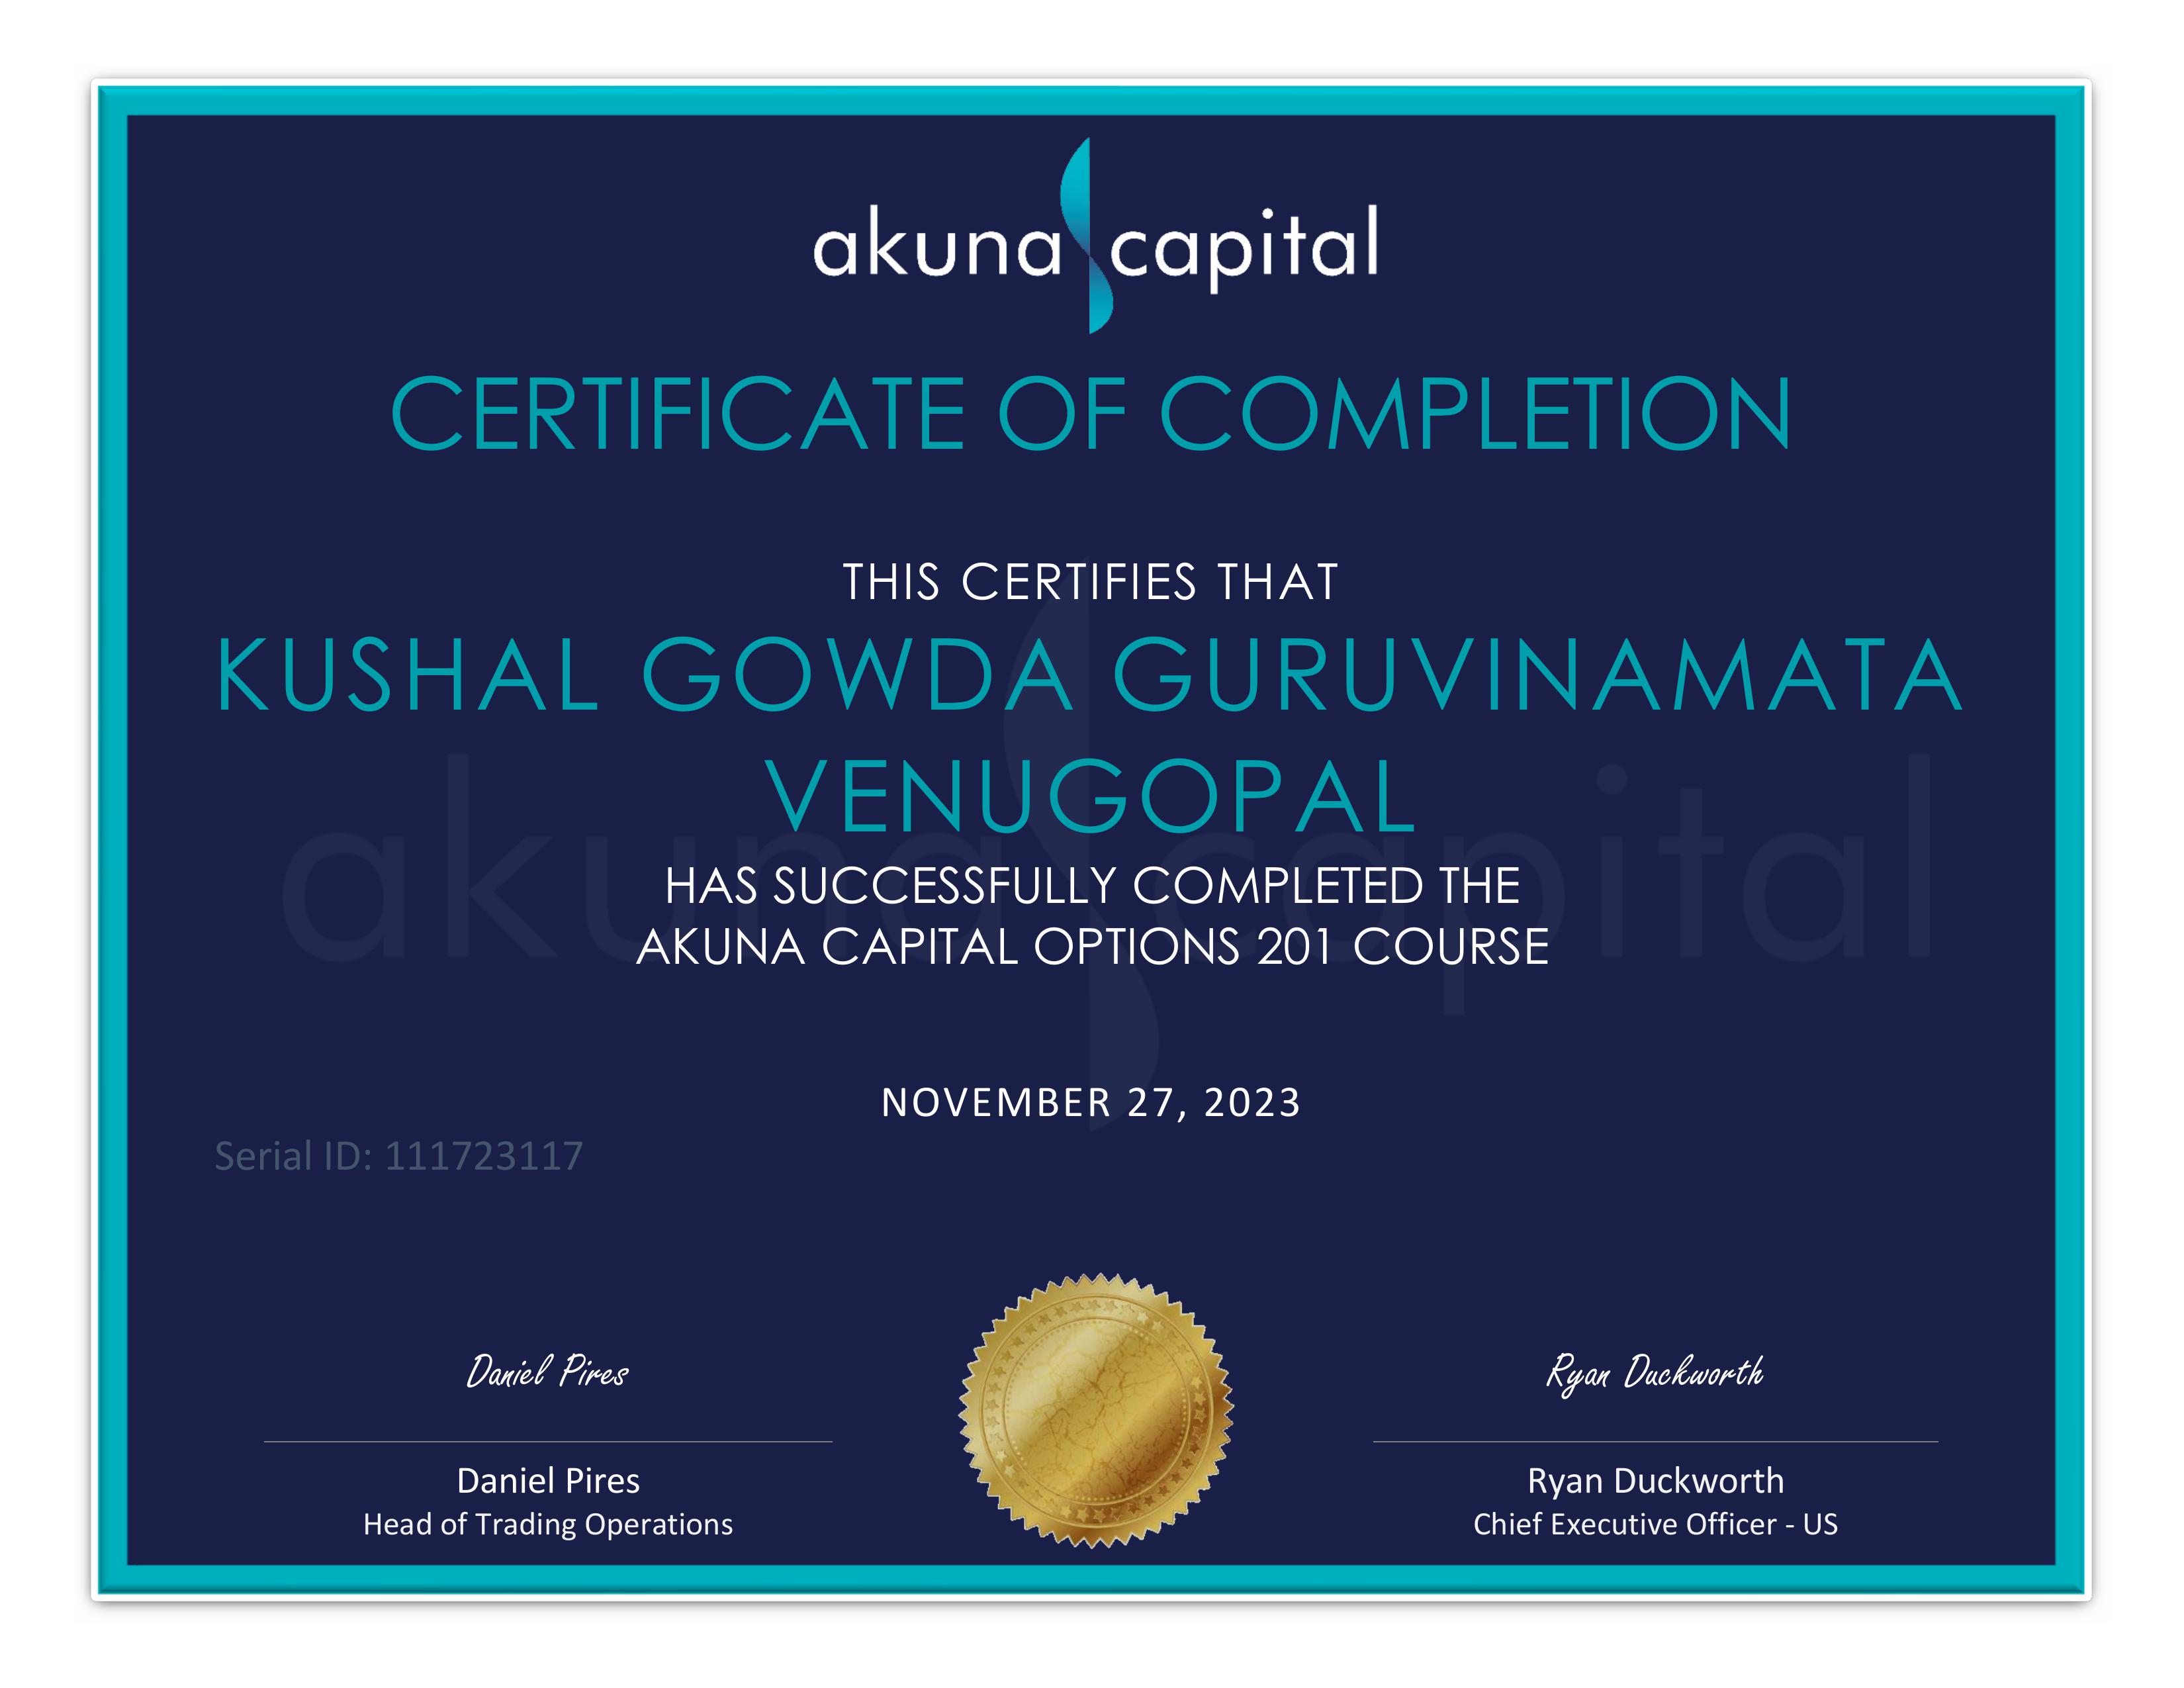 akuna capital
CERTIFICATE OF COMPLETION
THIS CERTIFIES THAT
KUSHAL GOWDA GURUVINAMATA
VENUGOPAL
akuna capital
HAS SUCCESSFULLY COMPLETED THE
AKUNA CAPITAL OPTIONS 201 COURSE
NOVEMBER 27, 2023
Serial ID: 111723117
Daniel Pires
Ryan Duckworth
Daniel Pires
Ryan Duckworth
Head of Trading Operations
Chief Executive Officer - US